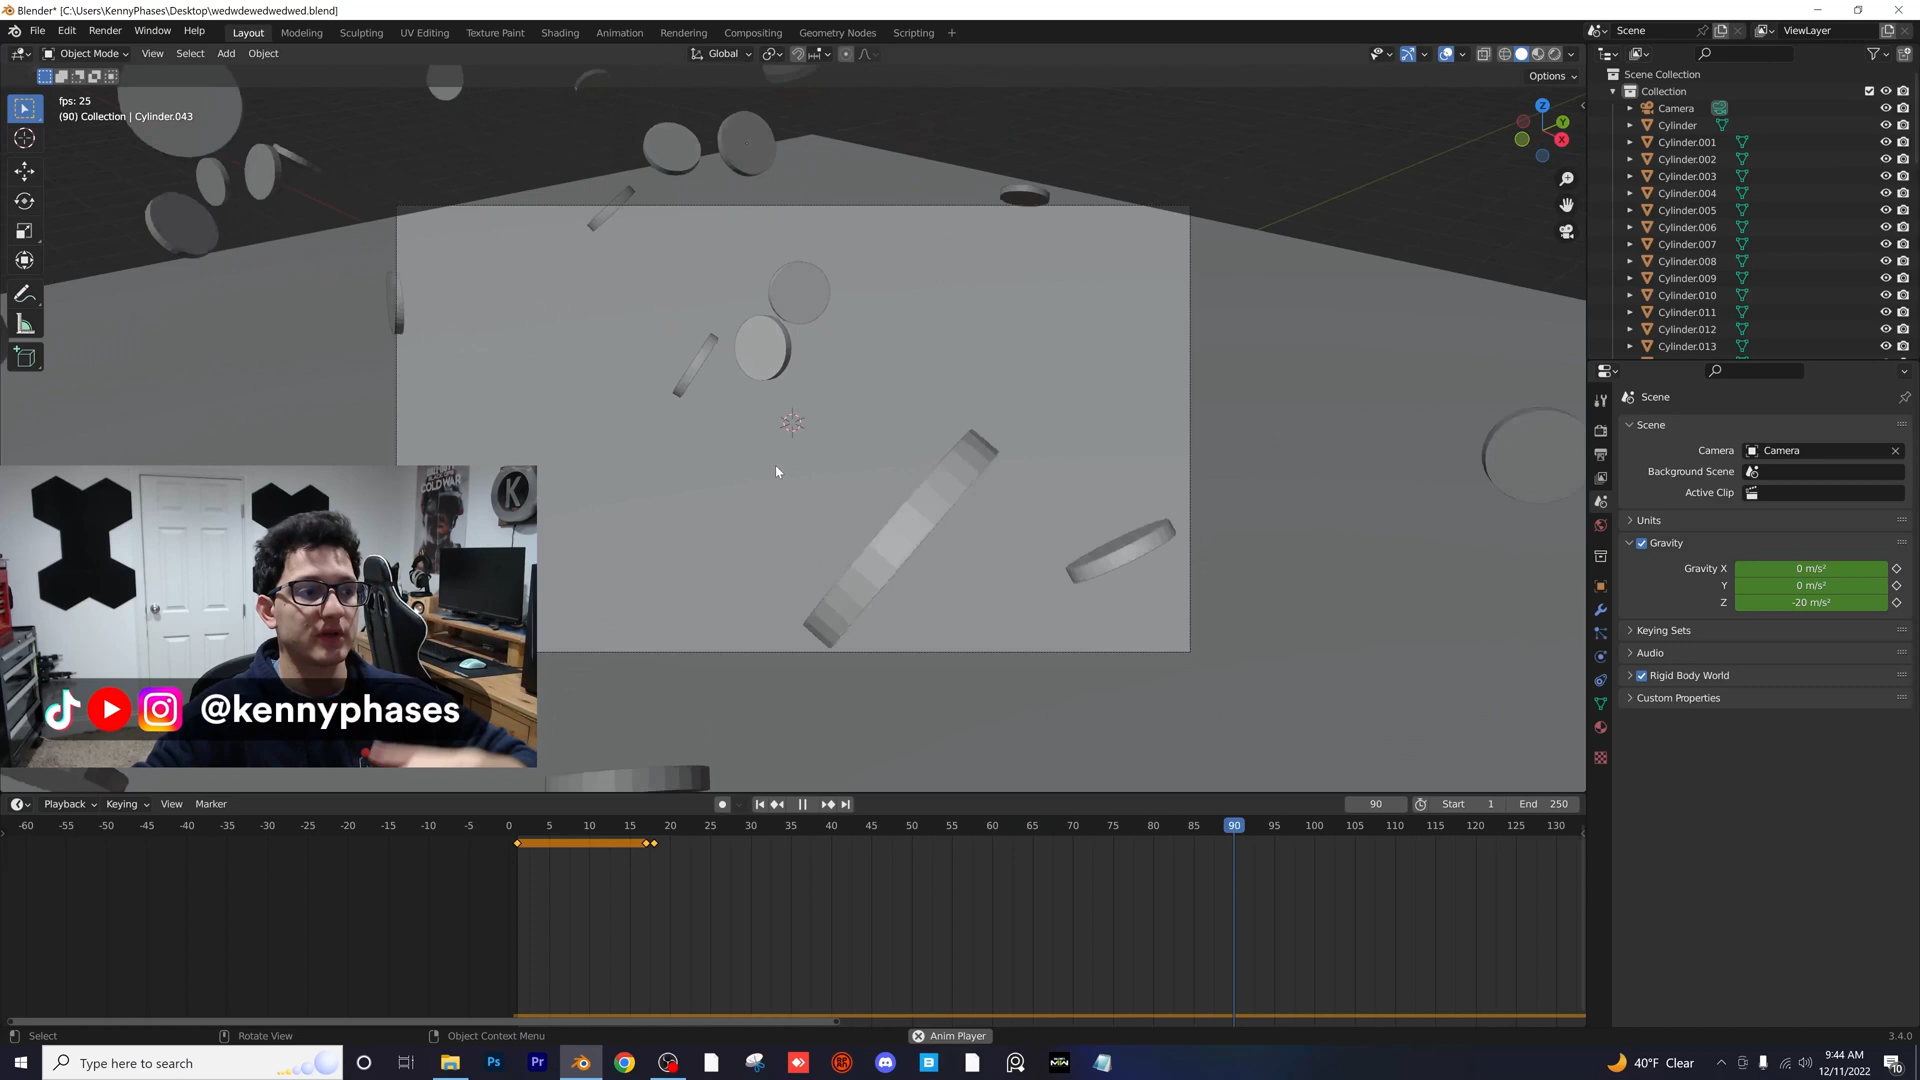 Blender* [C:\Users\KennyPhases\Desktop\wedwdewedwedwed.blend]
File Edit Render Window Help Layout Modeling Sculpting UV Editing Texture Paint Shading Animation Rendering Compositing Geometry Nodes Scripting + Scene ViewLayer
Object Mode View Select Add Object Global
Options
fps: 25
(90) Collection | Cylinder.043
Z
Y
X
Scene Collection
Collection
Camera
Cylinder
Cylinder.001
Cylinder.002
Cylinder.003
Cylinder.004
Cylinder.005
Cylinder.006
Cylinder.007
Cylinder.008
Cylinder.009
Cylinder.010
Cylinder.011
Cylinder.012
Cylinder.013
Scene
Scene
Camera Camera
Background Scene
Active Clip
Units
Gravity
Gravity X 0 m/s²
Y 0 m/s²
Z -20 m/s²
Keying Sets
Audio
Rigid Body World
Custom Properties
COLD WAR
K
@kennyphases
Playback Keying View Marker 90 Start 1 End 250
-60 -55 -50 -45 -40 -35 -30 -25 -20 -15 -10 -5 0 5 10 15 20 25 30 35 40 45 50 55 60 65 70 75 80 85 90 95 100 105 110 115 120 125 130
Select Rotate View Object Context Menu Anim Player 3.4.0
Type here to search Ps Pr B MW 40°F Clear 9:44 AM
12/11/2022 10